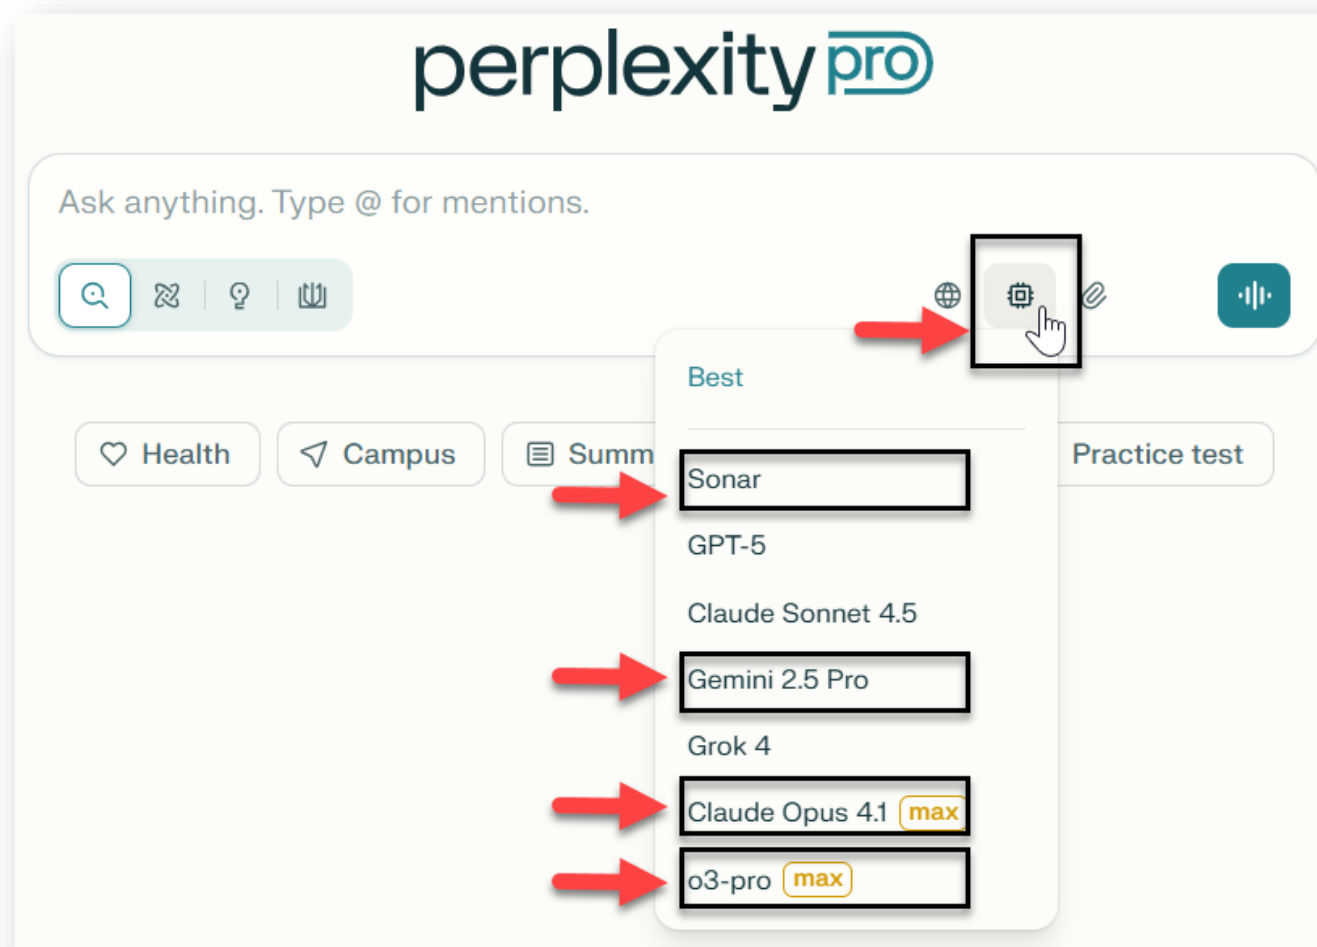 perplexity pro
Ask anything. Type @ for mentions.
Best
Health
Campus
Summ
Practice test
Sonar
GPT-5
Claude Sonnet 4.5
Gemini 2.5 Pro
Grok 4
Claude Opus 4.1 max
o3-pro max